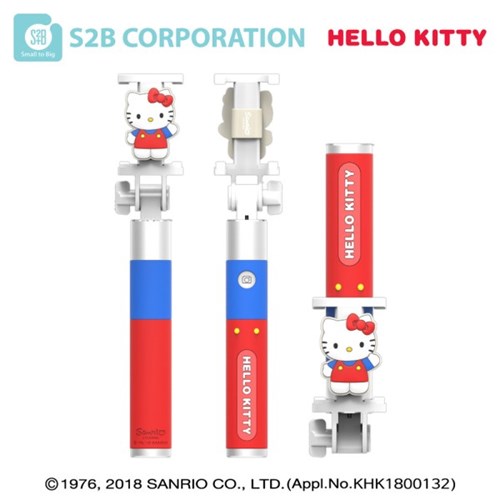 S2B
Small to Big
S2B CORPORATION
HELLO KITTY
HELLO KITTY
HELLO KITTY
SANRIO
©1976, 2018 SANRIO CO., LTD.(Appl.No.KHK1800132)